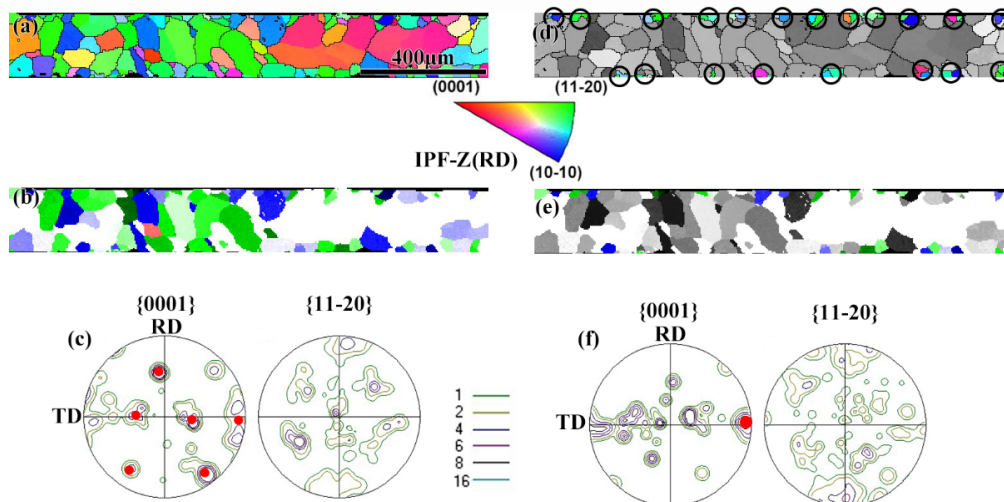 (a)
400μm
(d)
(0001)
(11-20)
IPF-Z(RD)
(10-10)
(b)
(e)
{0001}
{11-20}
{0001}
{11-20}
(c)
RD
(f)
RD
TD
TD
1
2
4
6
8
16